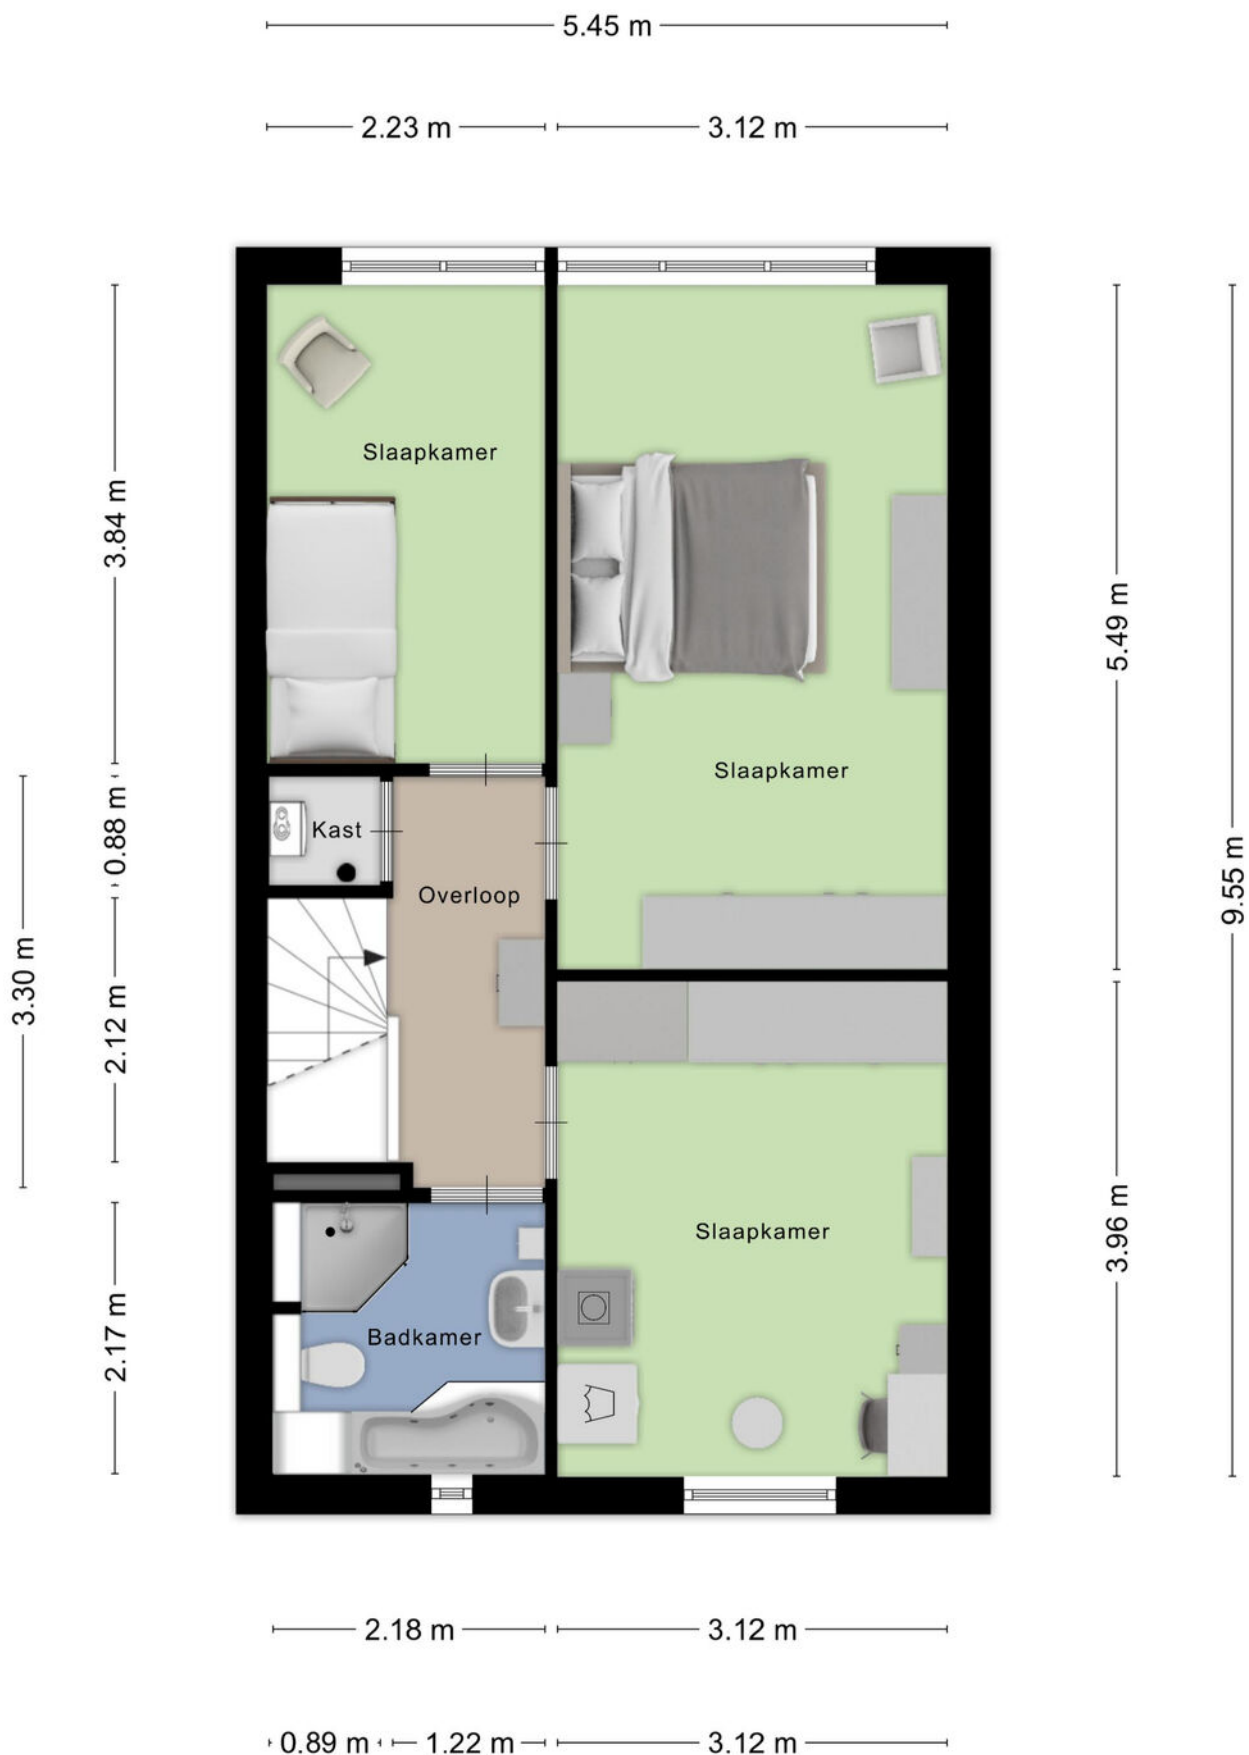 5.45 m
2.23 m
3.12 m
Slaapkamer
3.84 m
5.49 m
Slaapkamer
0.88 m
Kast
9.55 m
Overloop
3.30 m
2.12 m
3.96 m
Slaapkamer
2.17 m
Badkamer
2.18 m
3.12 m
0.89 m
1.22 m
3.12 m